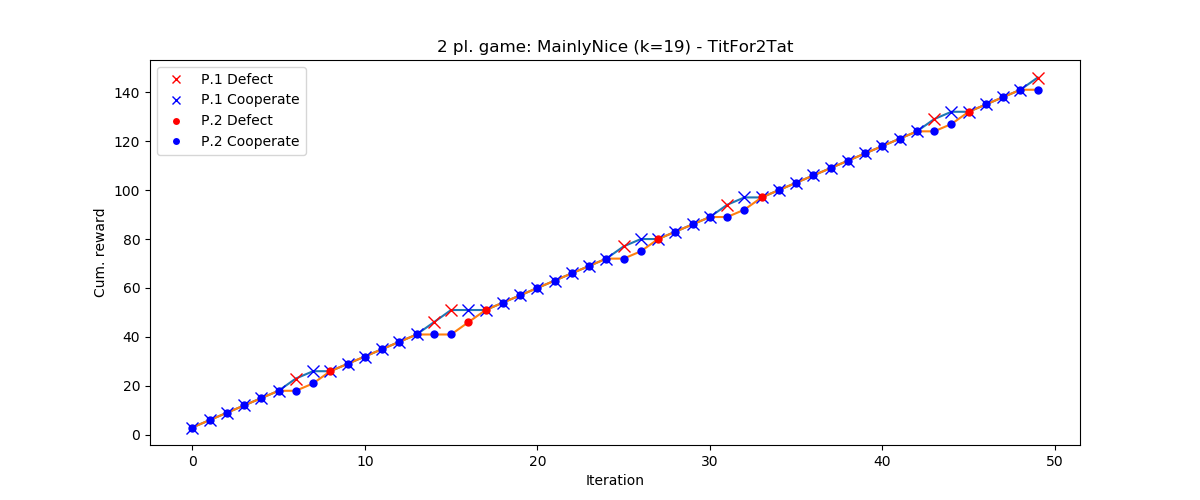 2 pl. game: MainlyNice (k=19) - TitFor2Tat
P.1 Defect
P.1 Cooperate
P.2 Defect
P.2 Cooperate
Cum. reward
140
120
100
80
60
40
20
0
0 10 20 30 40 50
Iteration